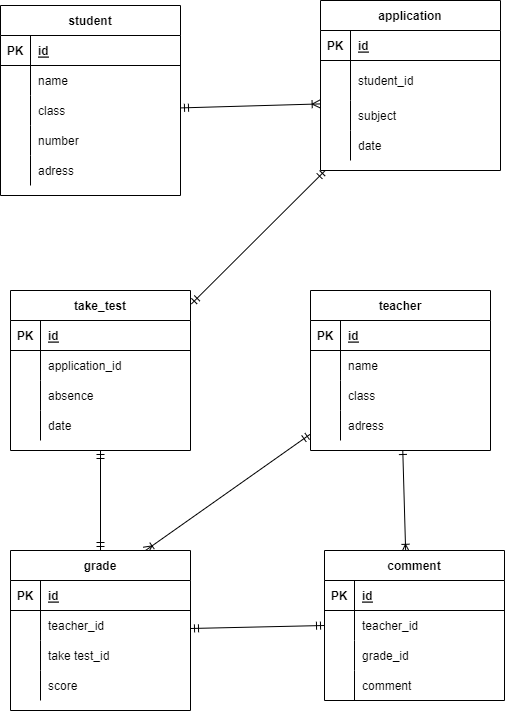 student
PK id
name
class
number
adress
application
PK id
student_id
subject
date
take_test
PK id
application_id
absence
date
teacher
PK id
name
class
adress
grade
PK id
teacher_id
take test_id
score
comment
PK id
teacher_id
grade_id
comment